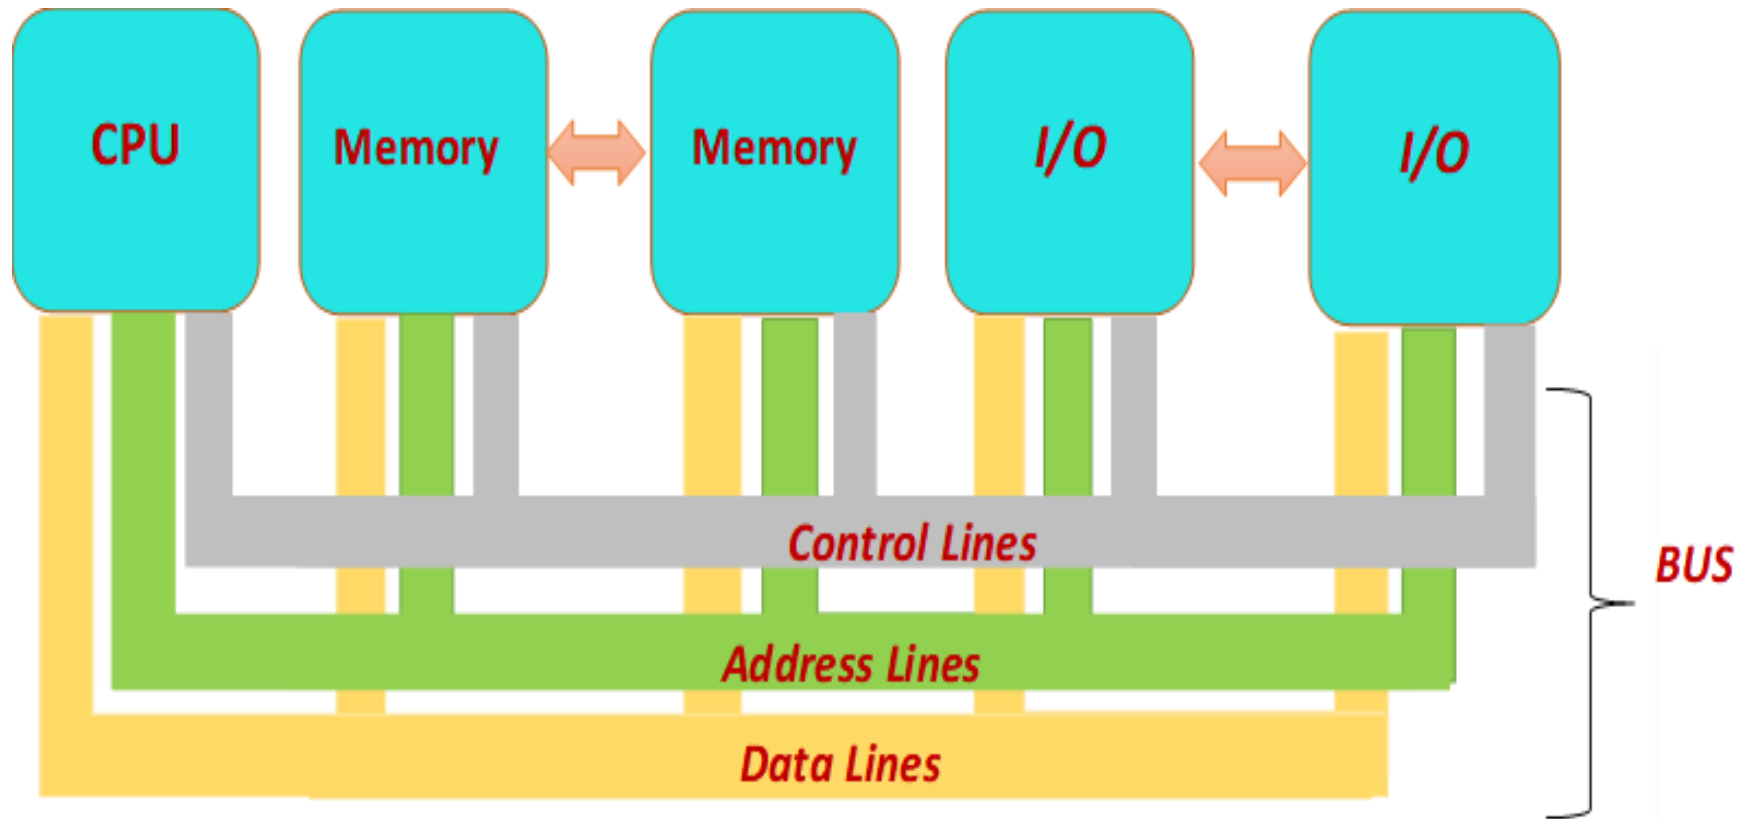 CPU
Memory
Memory
I/O
I/O
Control Lines
BUS
Address Lines
Data Lines